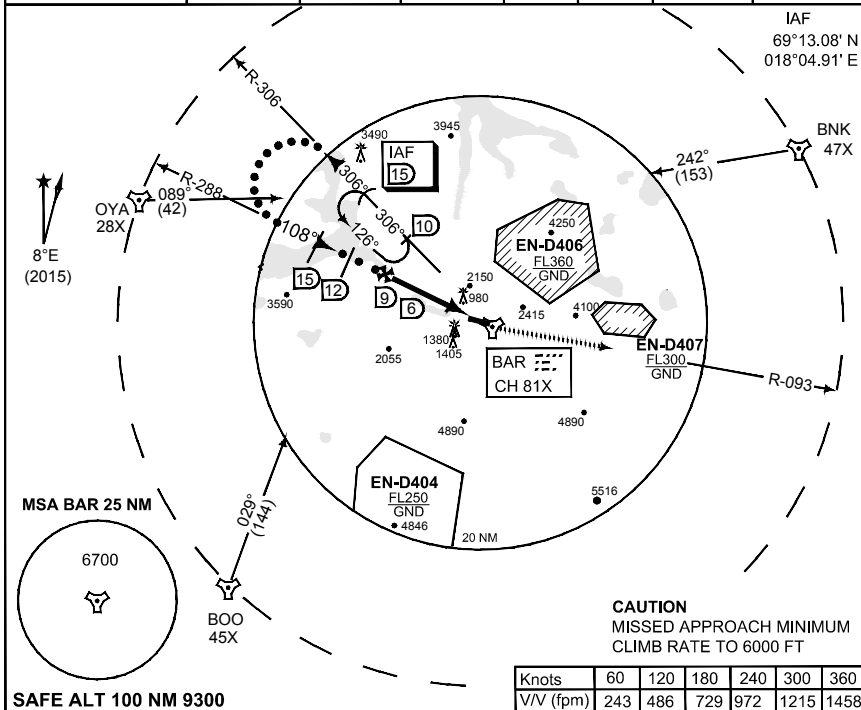 IAF
69°13.08' N
018°04.91' E
R-306
3490
3945
IAF
15
BNK
47X
242°
(153)
R-288
089°
(42)
OYA
28X
306°
306°
126°
10
108°
4250
EN-D406
FL360
GND
8°E
(2015)
15
12
9
6
3590
2150
980
2415
4100
1380
1405
2055
EN-D407
FL300
GND
BAR
CH 81X
R-093
4890
4890
EN-D404
FL250
GND
4846
5516
20 NM
029°
(144)
MSA BAR 25 NM
6700
BOO
45X
CAUTION
MISSED APPROACH MINIMUM
CLIMB RATE TO 6000 FT
Knots 60 120 180 240 300 360
V/V (fpm) 243 486 729 972 1215 1458
SAFE ALT 100 NM 9300